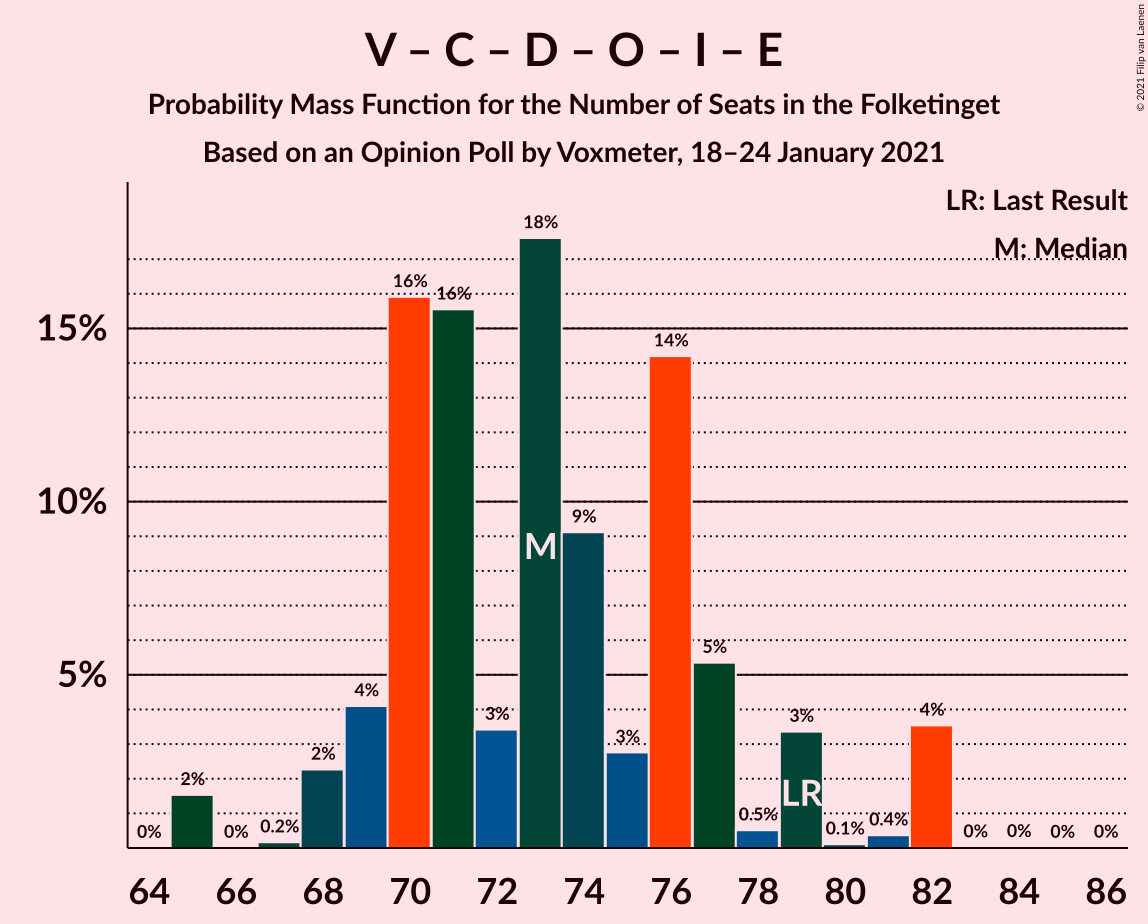 V – C – D – O – I – E
Probability Mass Function for the Number of Seats in the Folketinget
Based on an Opinion Poll by Voxmeter, 18–24 January 2021
© 2021 Filip van Laenen
LR: Last Result
M: Median
15%
10%
5%
0%
2%
0%
0.2%
2%
4%
16%
16%
3%
18%
9%
3%
14%
5%
0.5%
3%
0.1%
0.4%
4%
0%
0%
0%
0%
M
LR
64 66 68 70 72 74 76 78 80 82 84 86